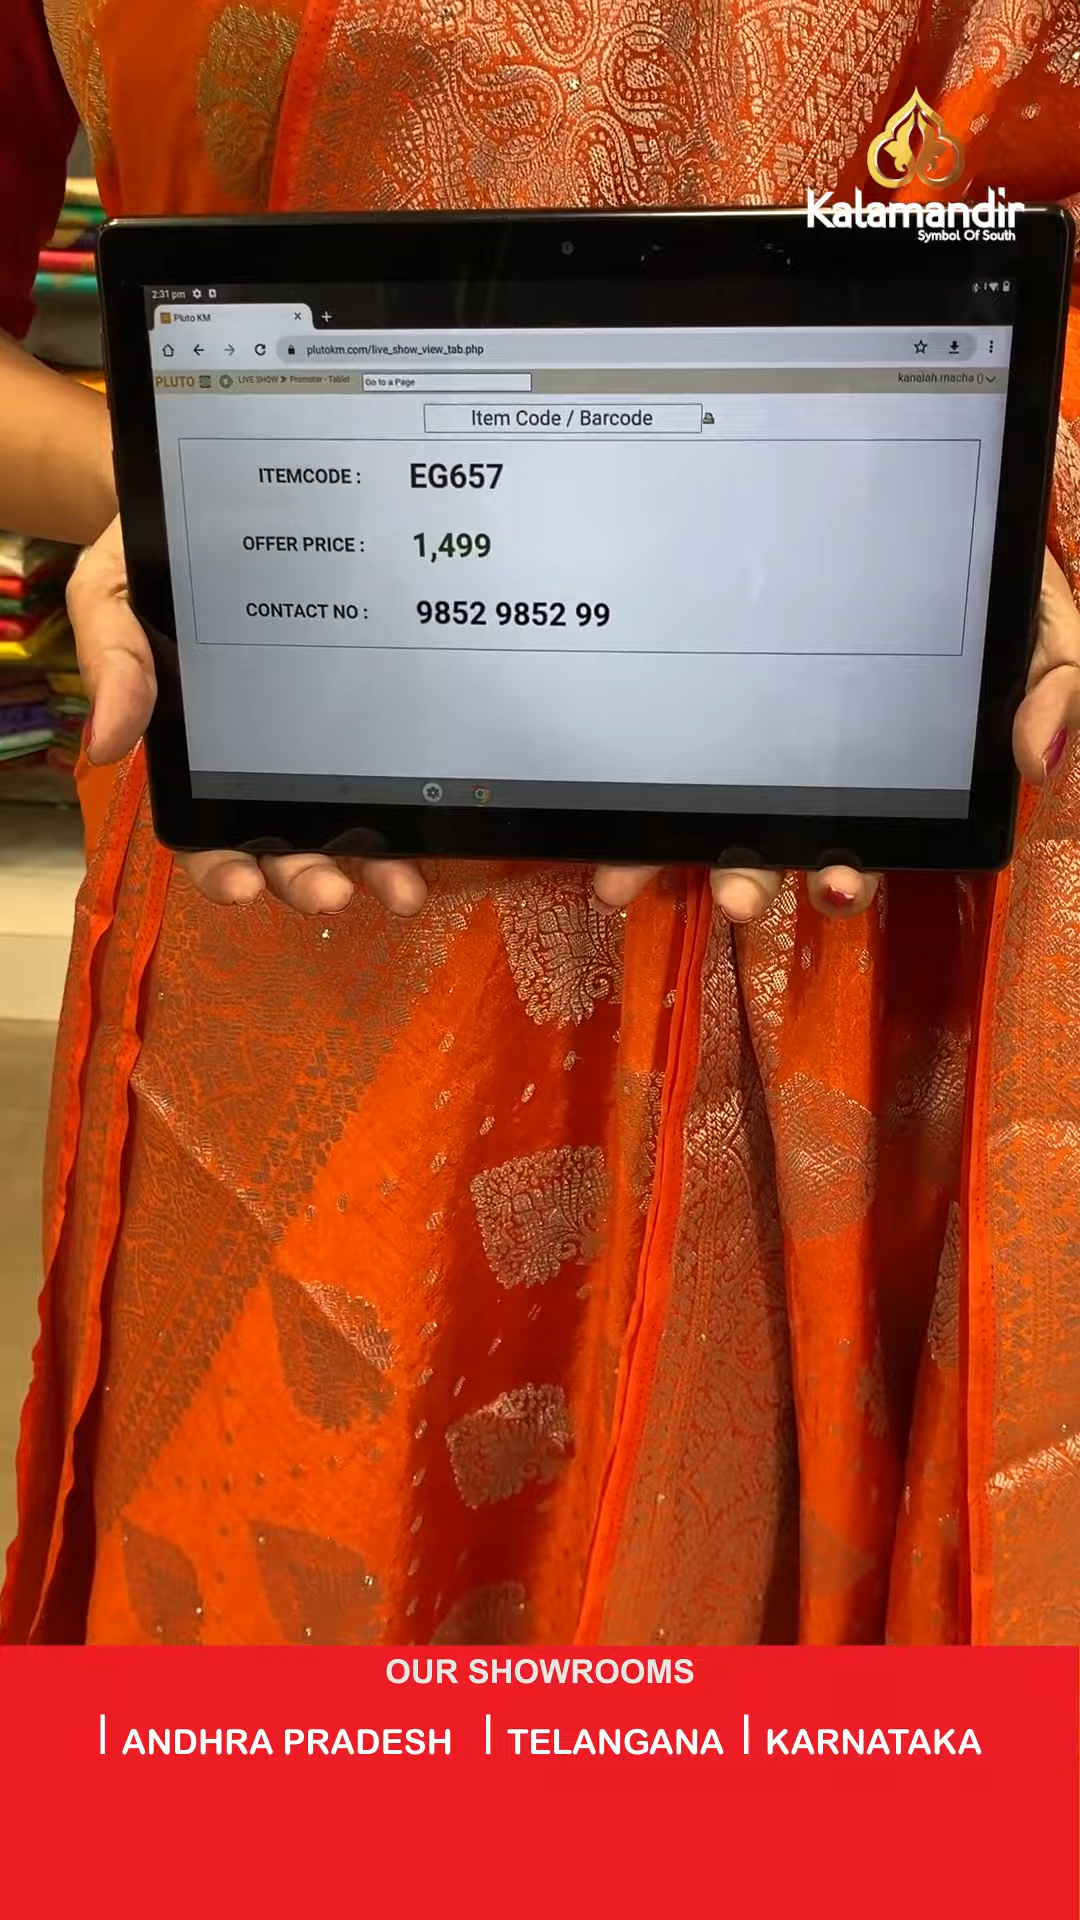 Kalamandir
Symbol Of South
2:31 pm
Pluto KM
plutokm.com/live_show_view_tab.php
PLUTO LIVE SHOW > Promoter - Tablet Go to a Page kanaiah.macha ()
Item Code / Barcode
ITEMCODE : EG657
OFFER PRICE : 1,499
CONTACT NO : 9852 9852 99
OUR SHOWROOMS
| ANDHRA PRADESH | TELANGANA | KARNATAKA